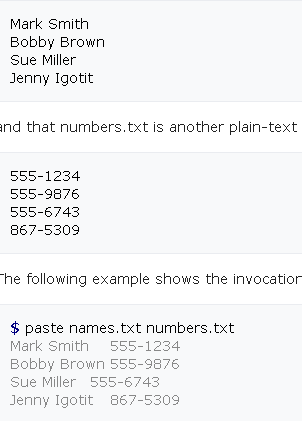 Mark Smith
Bobby Brown
Sue Miller
Jenny Igotit
and that numbers.txt is another plain-text
555-1234
555-9876
555-6743
867-5309
The following example shows the invocation
$ paste names.txt numbers.txt
Mark Smith 555-1234
Bobby Brown 555-9876
Sue Miller 555-6743
Jenny Igotit 867-5309